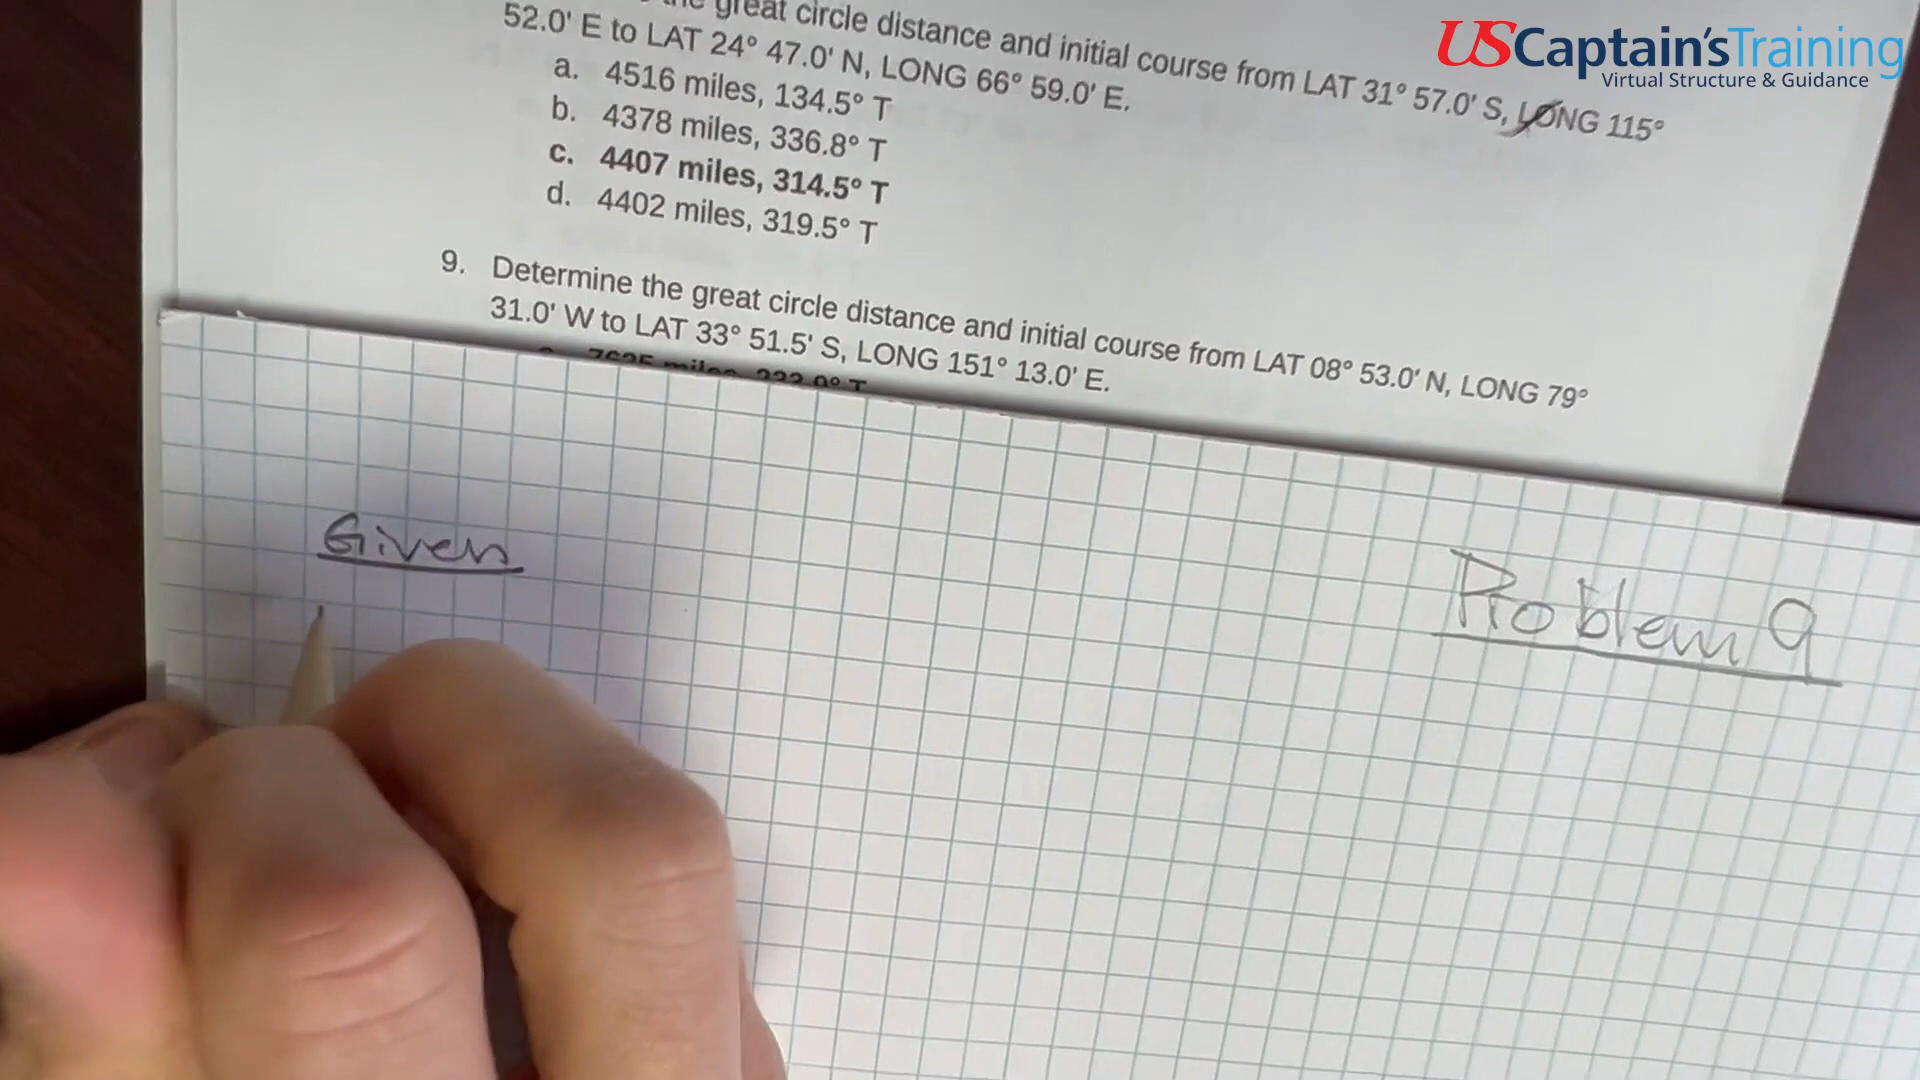 USCaptain'sTraining
Virtual Structure & Guidance
great circle distance and initial course from LAT 31° 57.0' S, LONG 115°
52.0' E to LAT 24° 47.0' N, LONG 66° 59.0' E.
a. 4516 miles, 134.5° T
b. 4378 miles, 336.8° T
c. 4407 miles, 314.5° T
d. 4402 miles, 319.5° T
9. Determine the great circle distance and initial course from LAT 08° 53.0' N, LONG 79°
31.0' W to LAT 33° 51.5' S, LONG 151° 13.0' E.
miles, T
Given
Problem 9